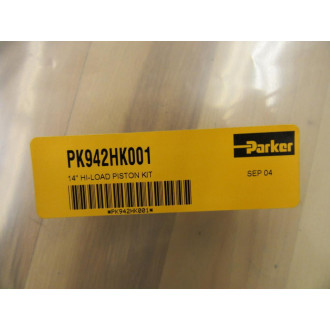 PK942HK001
14" HI-LOAD PISTON KIT
*PK942HK001*
Parker
SEP 04